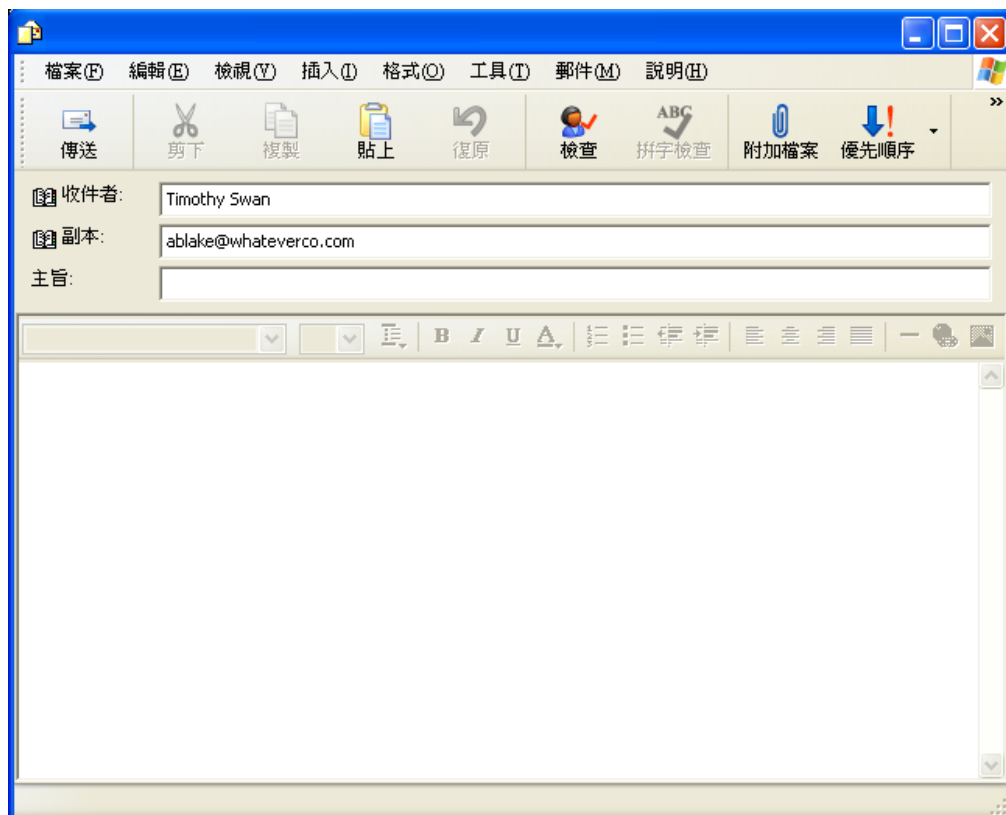 檔案(F) 編輯(E) 檢視(V) 插入(I) 格式(O) 工具(T) 郵件(M) 說明(H)
傳送 剪下 複製 貼上 復原 檢查 ABC 拼字檢查 附加檔案 優先順序 »
收件者: Timothy Swan
副本: ablake@whateverco.com
主旨:
B I U A